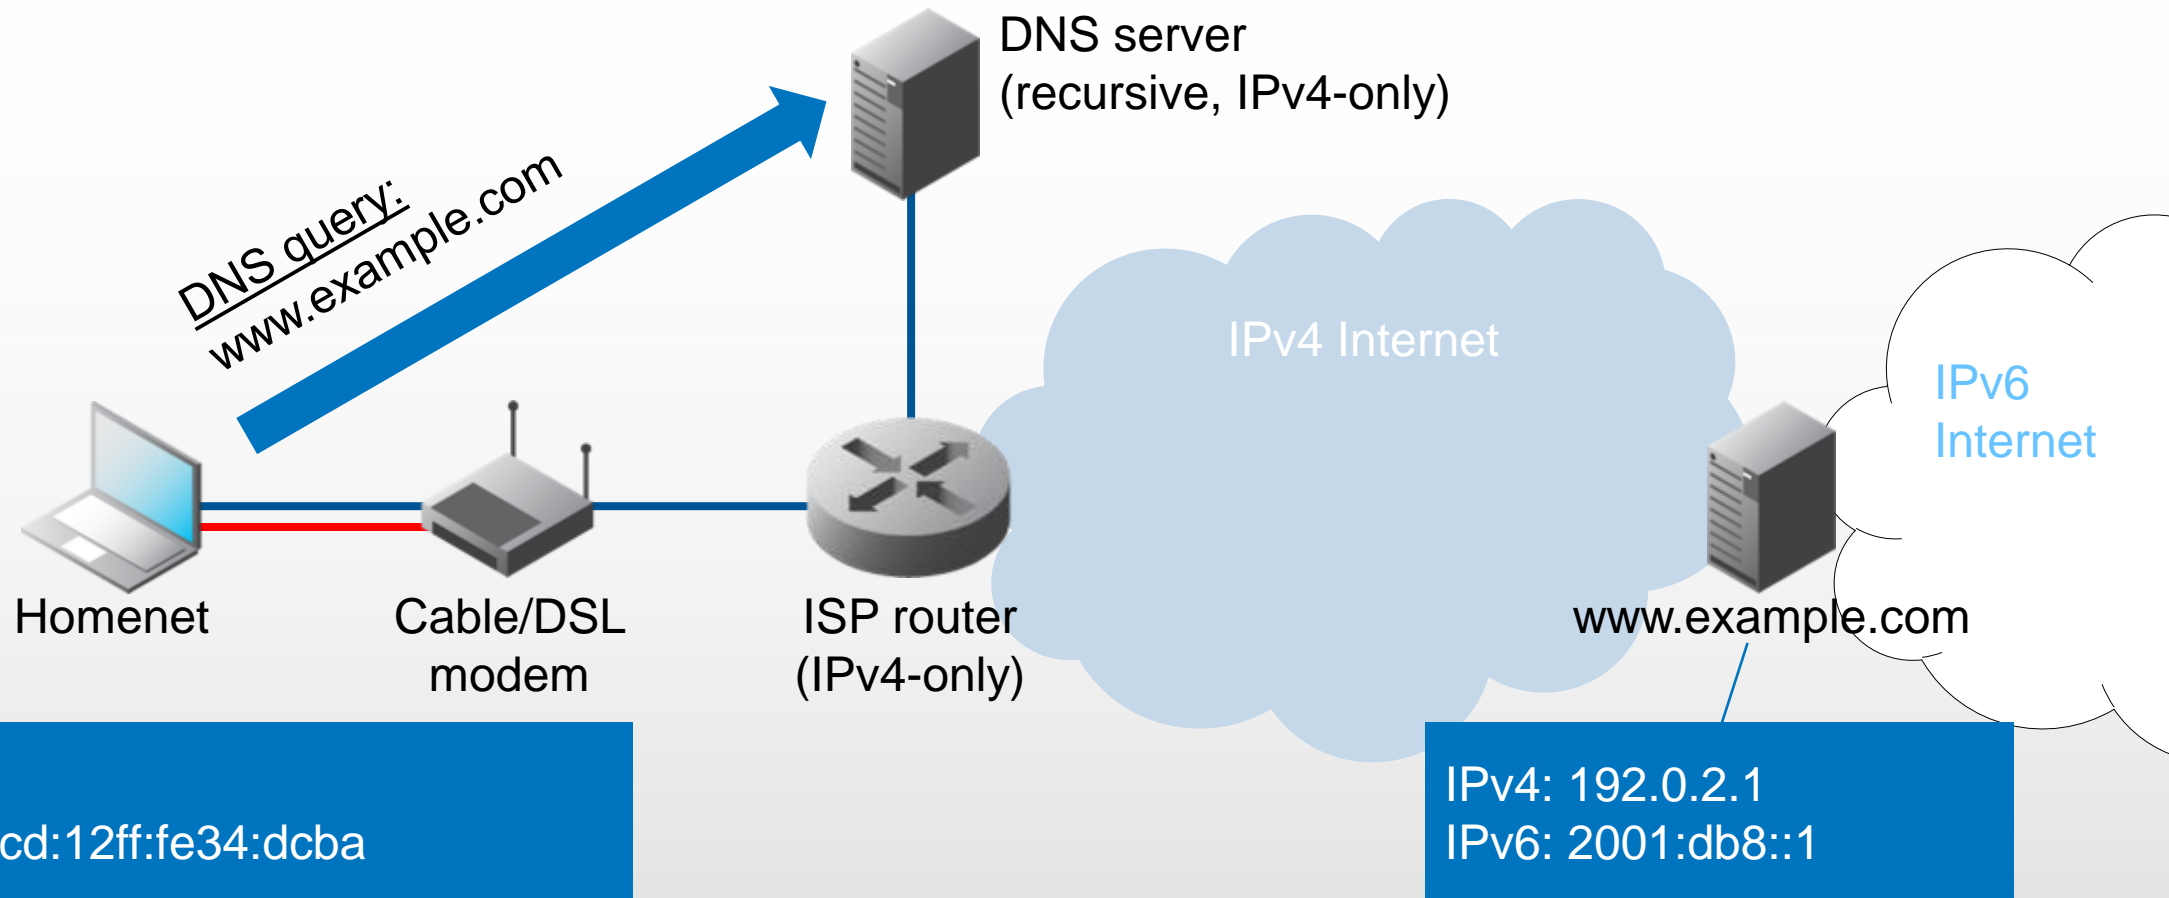 DNS server
(recursive, IPv4-only)
DNS query:
www.example.com
IPv4 Internet
IPv6
Internet
Homenet
Cable/DSL
modem
ISP router
(IPv4-only)
www.example.com
cd:12ff:fe34:dcba
IPv4: 192.0.2.1
IPv6: 2001:db8::1